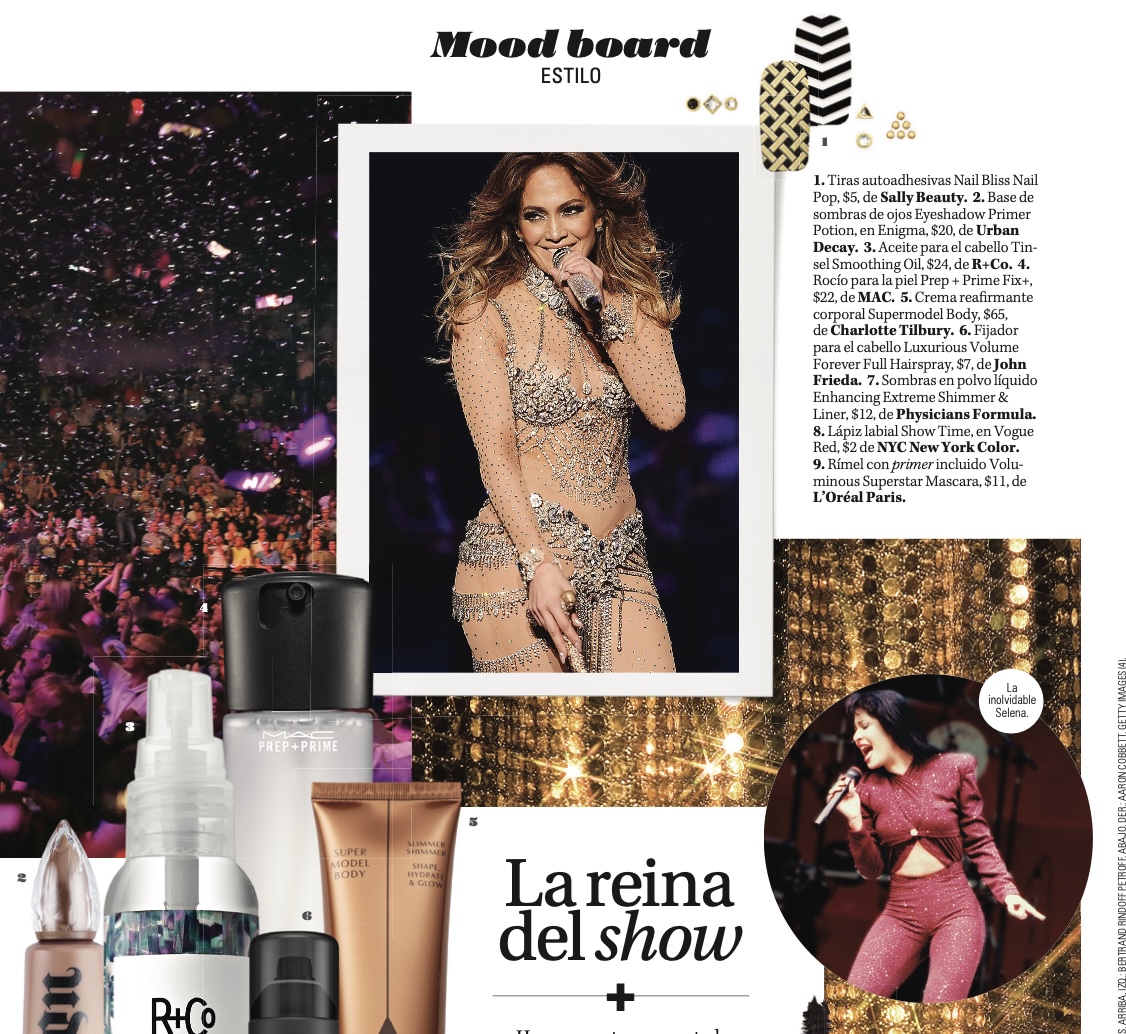 Mood board
ESTILO
1
1. Tiras autoadhesivas Nail Bliss Nail
Pop, $5, de Sally Beauty. 2. Base de
sombras de ojos Eyeshadow Primer
Potion, en Enigma, $20, de Urban
Decay. 3. Aceite para el cabello Tin-
sel Smoothing Oil, $24, de R+Co. 4.
Rocío para la piel Prep + Prime Fix+,
$22, de MAC. 5. Crema reafirmante
corporal Supermodel Body, $65,
de Charlotte Tilbury. 6. Fijador
para el cabello Luxurious Volume
Forever Full Hairspray, $7, de John
Frieda. 7. Sombras en polvo líquido
Enhancing Extreme Shimmer &
Liner, $12, de Physicians Formula.
8. Lápiz labial Show Time, en Vogue
Red, $2 de NYC New York Color.
9. Rímel con primer incluido Volu-
minous Superstar Mascara, $11, de
L'Oréal Paris.
4
3
MAC
PREP+PRIME
La
inolvidable
Selena.
5
SUPER
MODEL
BODY
SLIMMER
SHIMMER
SHAPE,
HYDRATE
& GLOW
2
6
R+Co
La reina
del show
+
S. ARRIBA, IZQ.: BERTRAND RINDOFF PETROFF. ABAJO, DER.: AARON COBBETT. GETTY IMAGES (4).